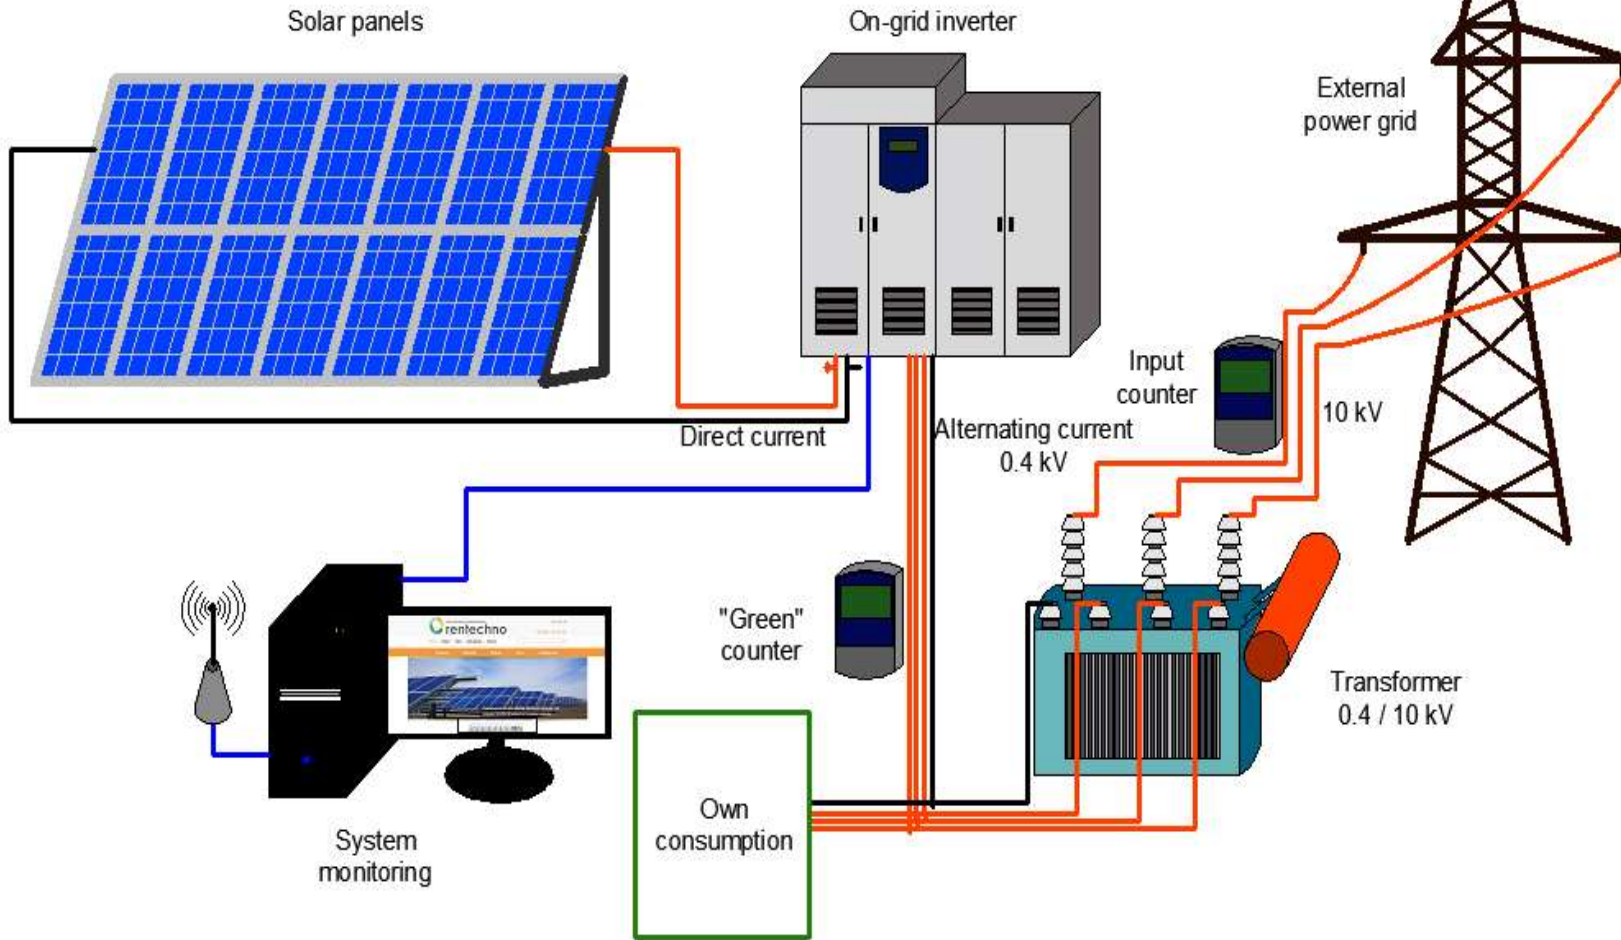 Solar panels
On-grid inverter
External
power grid
Input
counter
10 kV
Direct current
Alternating current
0.4 kV
"Green"
counter
rentechno
Transformer
0.4 / 10 kV
Own
consumption
System
monitoring